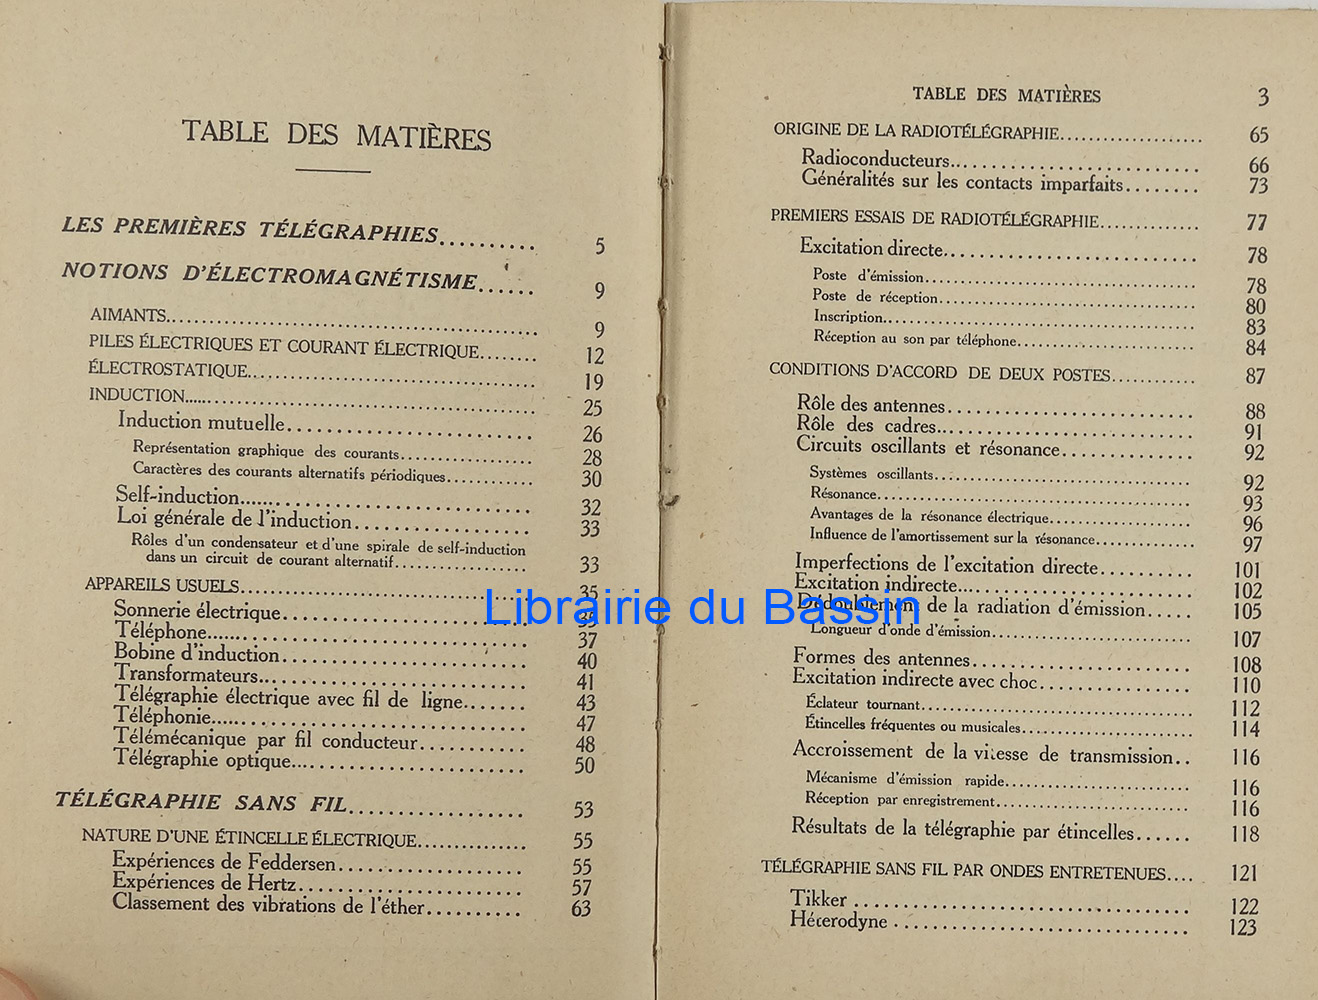 TABLE DES MATIÈRES
LES PREMIÈRES TÉLÉGRAPHIES.......... 5
NOTIONS D'ÉLECTROMAGNÉTISME...... 9
AIMANTS.................................................. 9
PILES ÉLECTRIQUES ET COURANT ÉLECTRIQUE........ 12
ÉLECTROSTATIQUE...................................... 19
INDUCTION............................................... 25
Induction mutuelle........................... 26
Représentation graphique des courants.................. 28
Caractères des courants alternatifs périodiques............ 30
Self-induction................................. 32
Loi générale de l'induction................... 33
Rôles d'un condensateur et d'une spirale de self-induction
dans un circuit de courant alternatif.................. 33
APPAREILS USUELS....................................... 35
Sonnerie électrique.......................... 35
Téléphone.................................... 37
Bobine d'induction........................... 40
Transformateurs.............................. 41
Télégraphie électrique avec fil de ligne....... 43
Téléphonie................................... 47
Télémécanique par fil conducteur............ 48
Télégraphie optique......................... 50
TÉLÉGRAPHIE SANS FIL.................. 53
NATURE D'UNE ÉTINCELLE ÉLECTRIQUE............... 55
Expériences de Feddersen.................... 55
Expériences de Hertz........................ 57
Classement des vibrations de l'éther.......... 63
TABLE DES MATIÈRES 3
ORIGINE DE LA RADIOTÉLÉGRAPHIE.................... 65
Radioconducteurs............................ 66
Généralités sur les contacts imparfaits........ 73
PREMIERS ESSAIS DE RADIOTÉLÉGRAPHIE.............. 77
Excitation directe............................ 78
Poste d'émission...................................... 78
Poste de réception.................................... 80
Inscription............................................ 83
Réception au son par téléphone......................... 84
CONDITIONS D'ACCORD DE DEUX POSTES............ 87
Rôle des antennes........................... 88
Rôle des cadres............................. 91
Circuits oscillants et résonance.............. 92
Systèmes oscillants.................................... 92
Résonance............................................. 93
Avantages de la résonance électrique.................... 96
Influence de l'amortissement sur la résonance.............. 97
Imperfections de l'excitation directe.......... 101
Excitation indirecte......................... 102
Dédoublement de la radiation d'émission..... 105
Longueur d'onde d'émission............................ 107
Formes des antennes........................ 108
Excitation indirecte avec choc................ 110
Éclateur tournant...................................... 112
Étincelles fréquentes ou musicales....................... 114
Accroissement de la vitesse de transmission.. 116
Mécanisme d'émission rapide........................... 116
Réception par enregistrement........................... 116
Résultats de la télégraphie par étincelles...... 118
TÉLÉGRAPHIE SANS FIL PAR ONDES ENTRETENUES.... 121
Tikker .................................... 122
Hétérodyne ............................... 123
Librairie du Bassin